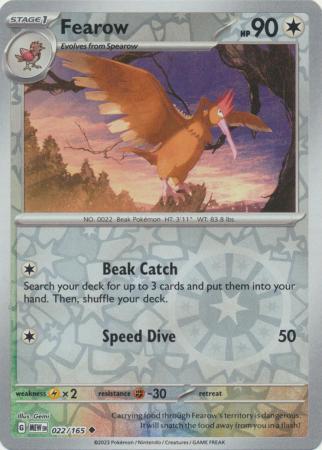 STAGE 1
Fearow
HP 90
Evolves from Spearow
NO. 0022 Beak Pokémon HT: 3'11" WT: 83.8 lbs.
Beak Catch
Search your deck for up to 3 cards and put them into
your hand. Then, shuffle your deck.
Speed Dive 50
weakness ×2 resistance -30 retreat
Illus. Gemi
G MEW EN 022/165
Carrying food through Fearow's territory is dangerous.
It will snatch the food away from you in a flash!
©2023 Pokémon / Nintendo / Creatures / GAME FREAK